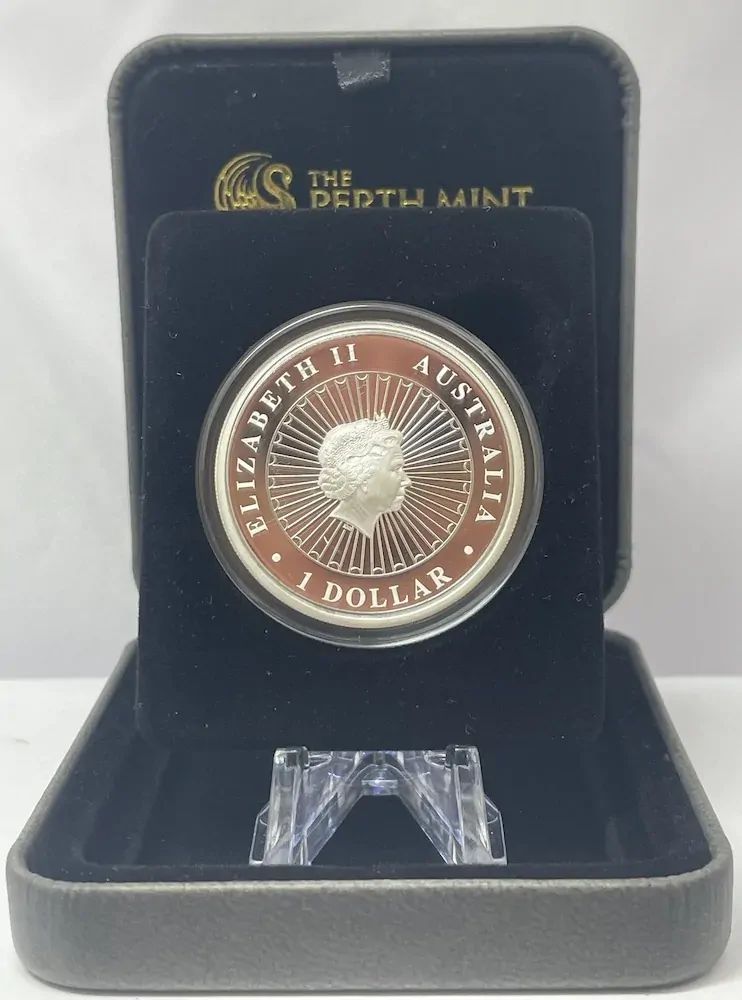 THE
PERTH MINT
ELIZABETH II AUSTRALIA
• 1 DOLLAR •